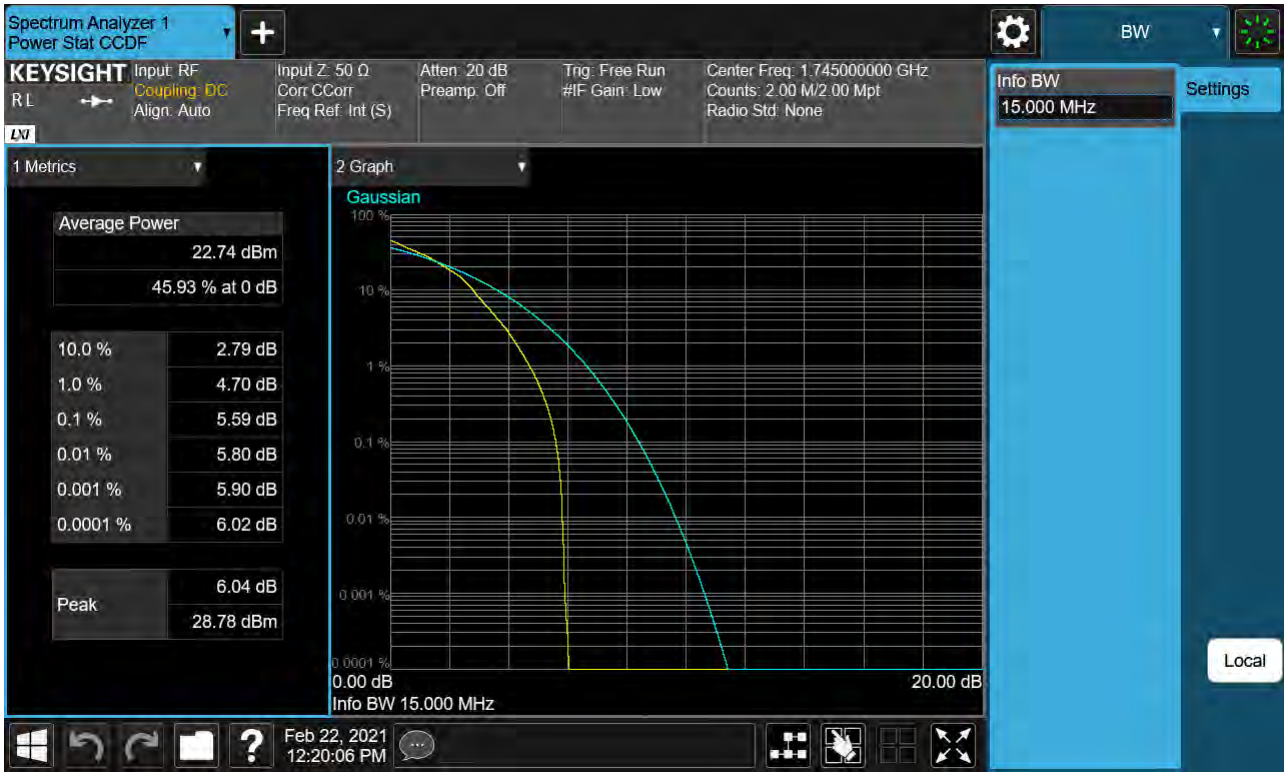 Spectrum Analyzer 1
Power Stat CCDF
BW
KEYSIGHT
RL
LXI
Input: RF
Coupling: DC
Align: Auto
Input Z: 50 Ω
Corr CCorr
Freq Ref: Int (S)
Atten: 20 dB
Preamp: Off
Trig: Free Run
#IF Gain: Low
Center Freq: 1.745000000 GHz
Counts: 2.00 M/2.00 Mpt
Radio Std: None
Info BW
15.000 MHz
Settings
1 Metrics
Average Power
22.74 dBm
45.93 % at 0 dB
10.0 % 2.79 dB
1.0 % 4.70 dB
0.1 % 5.59 dB
0.01 % 5.80 dB
0.001 % 5.90 dB
0.0001 % 6.02 dB
Peak
6.04 dB
28.78 dBm
2 Graph
Gaussian
100 %
10 %
1 %
0.1 %
0.01 %
0.001 %
0.0001 %
0.00 dB 20.00 dB
Info BW 15.000 MHz
Local
?
Feb 22, 2021
12:20:06 PM